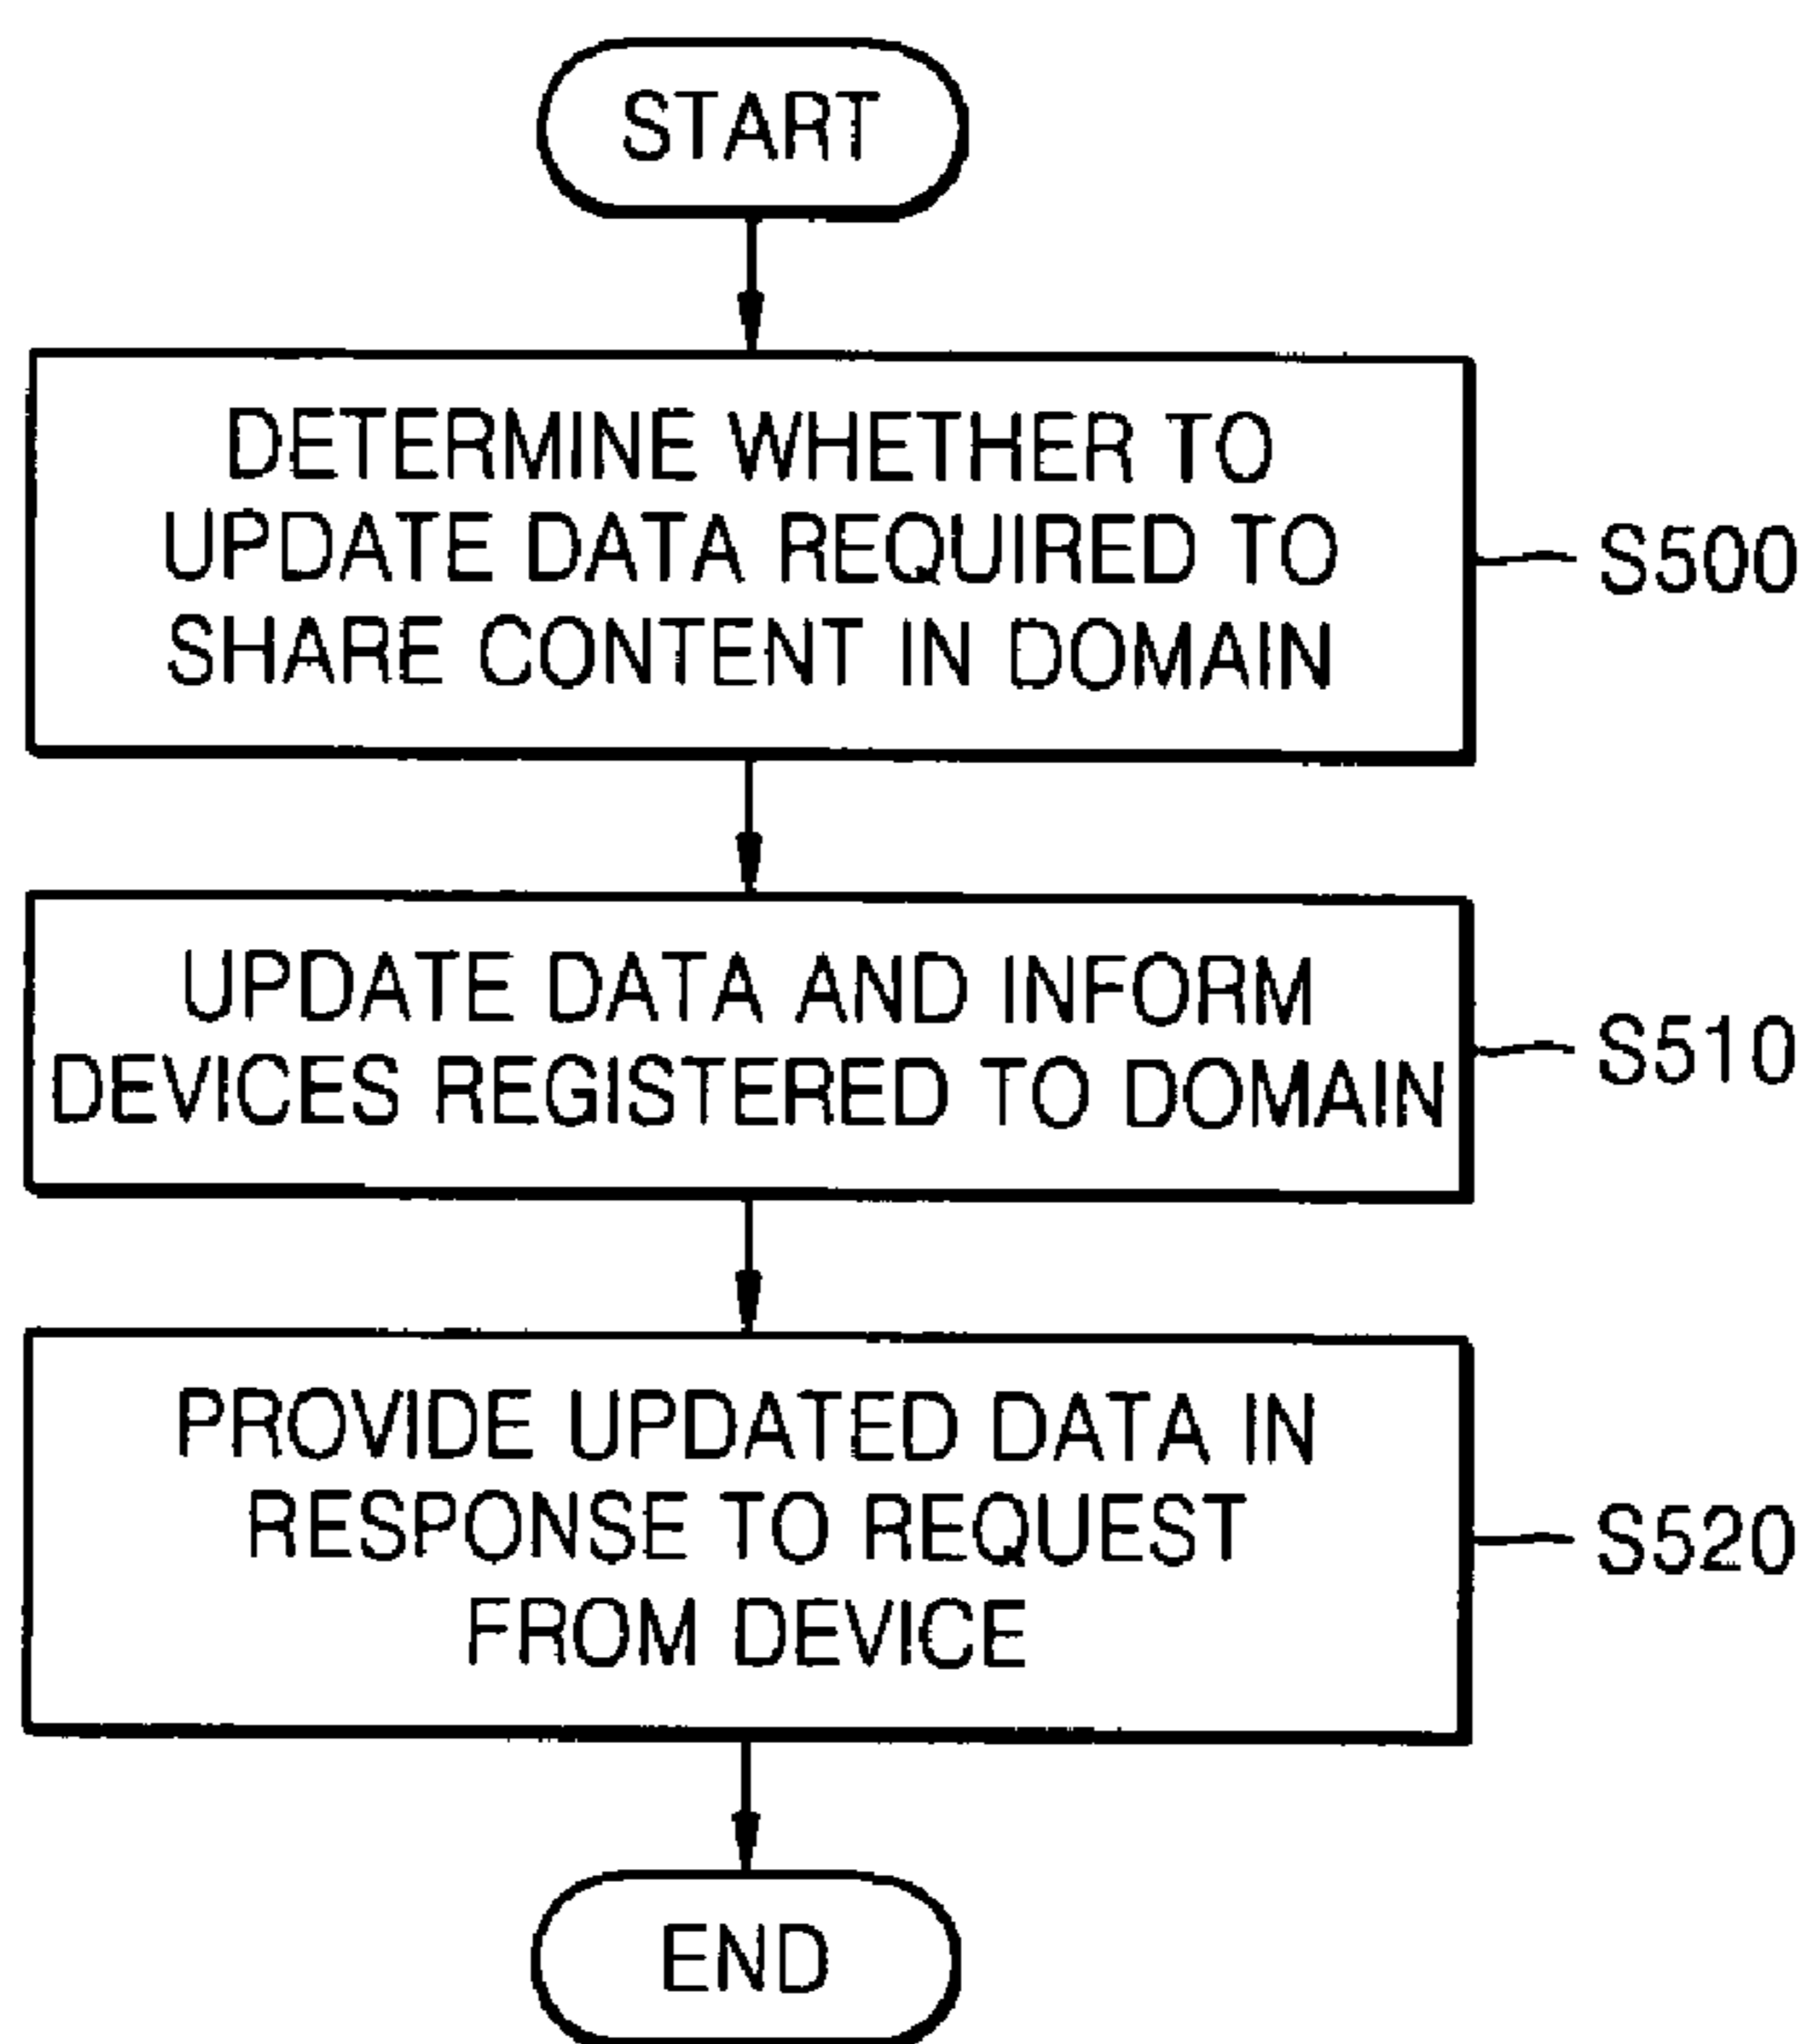 START
DETERMINE WHETHER TO
UPDATE DATA REQUIRED TO
SHARE CONTENT IN DOMAIN
S500
UPDATE DATA AND INFORM
DEVICES REGISTERED TO DOMAIN
S510
PROVIDE UPDATED DATA IN
RESPONSE TO REQUEST
FROM DEVICE
S520
END